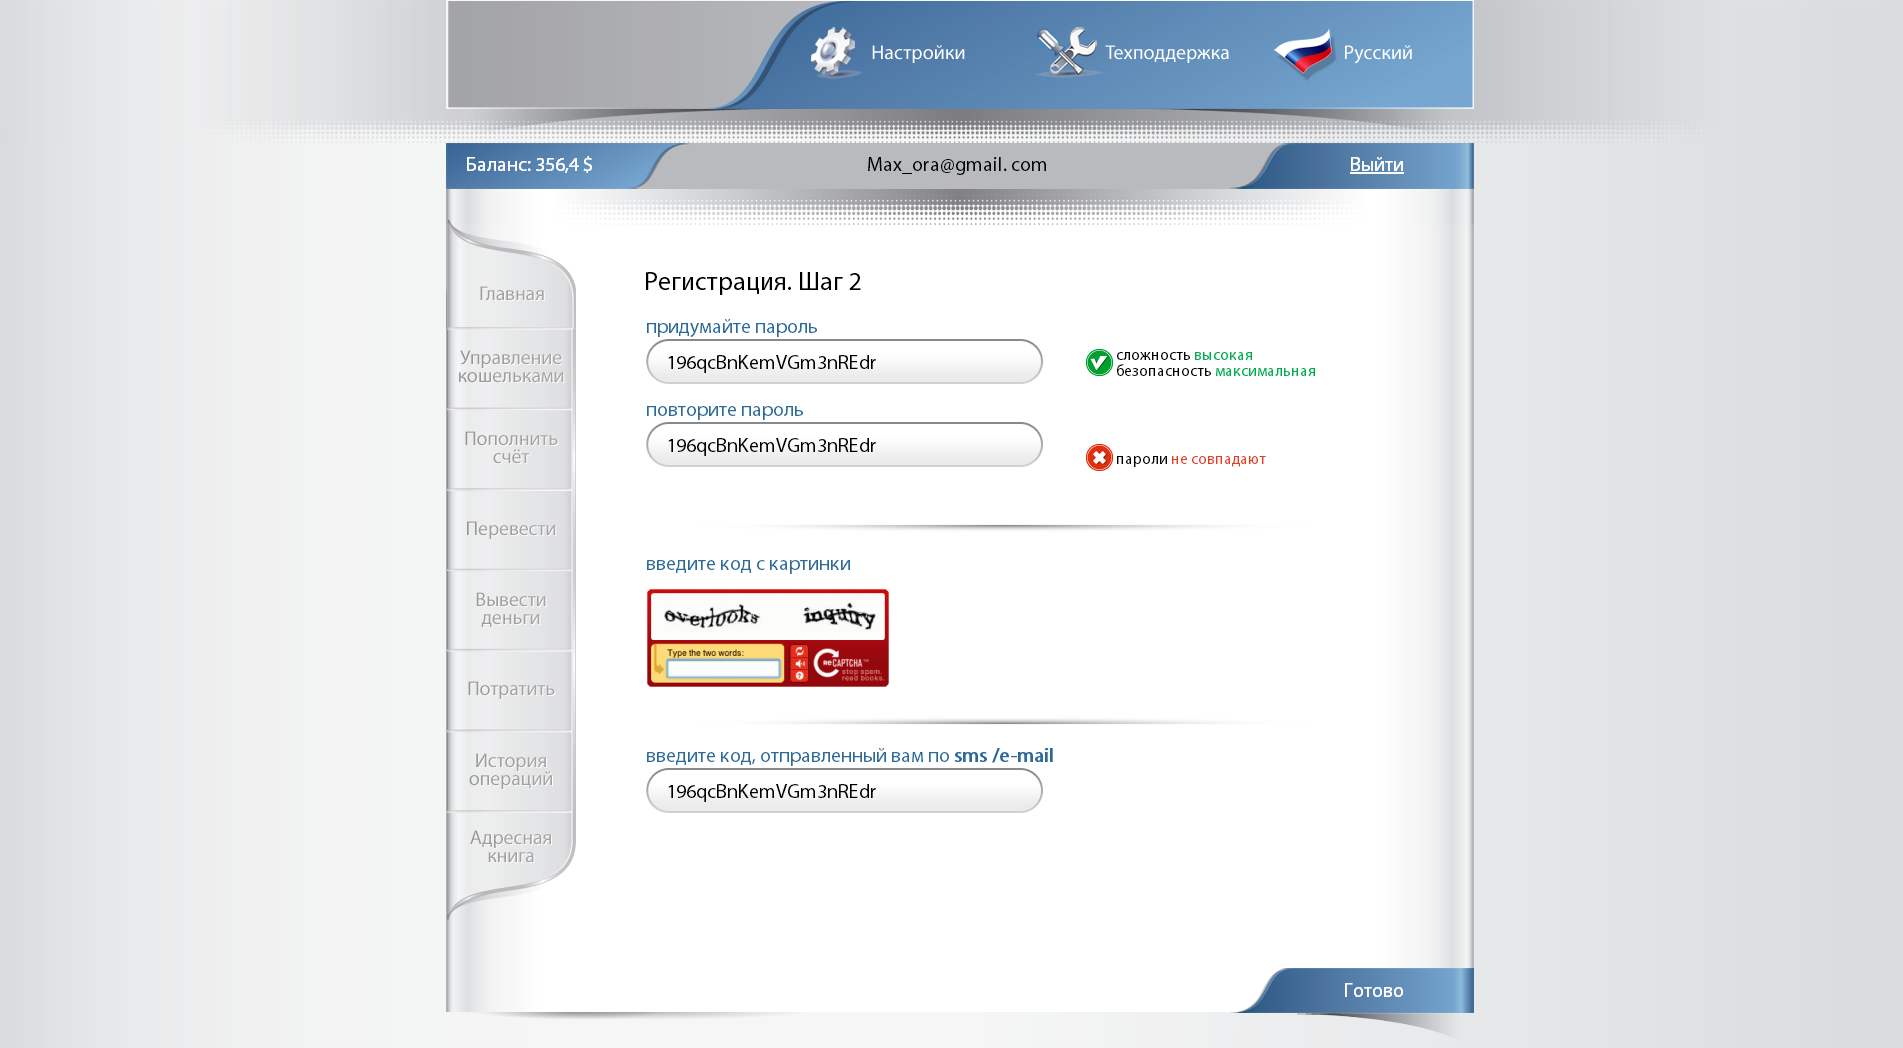 Настройки
Техподдержка
Русский
Баланс: 356,4 $
Max_ora@gmail. com
Выйти
Главная
Управление
кошельками
Пополнить
счёт
Перевести
Вывести
деньги
Потратить
История
операций
Адресная
книга
Регистрация. Шаг 2
придумайте пароль
196qcBnKemVGm3nREdr
сложность высокая
безопасность максимальная
повторите пароль
196qcBnKemVGm3nREdr
пароли не совпадают
введите код с картинки
overlooks inquiry
Type the two words:
reCAPTCHA™
stop spam.
read books.
введите код, отправленный вам по sms /e-mail
196qcBnKemVGm3nREdr
Готово